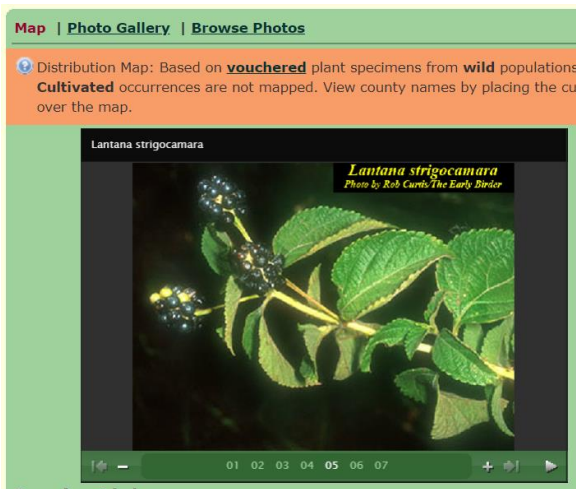 Map | Photo Gallery | Browse Photos
Distribution Map: Based on vouchered plant specimens from wild populations
Cultivated occurrences are not mapped. View county names by placing the cu
over the map.
Lantana strigocamara
Lantana strigocamara
Photo by Rob Curtis/The Early Birder
01 02 03 04 05 06 07